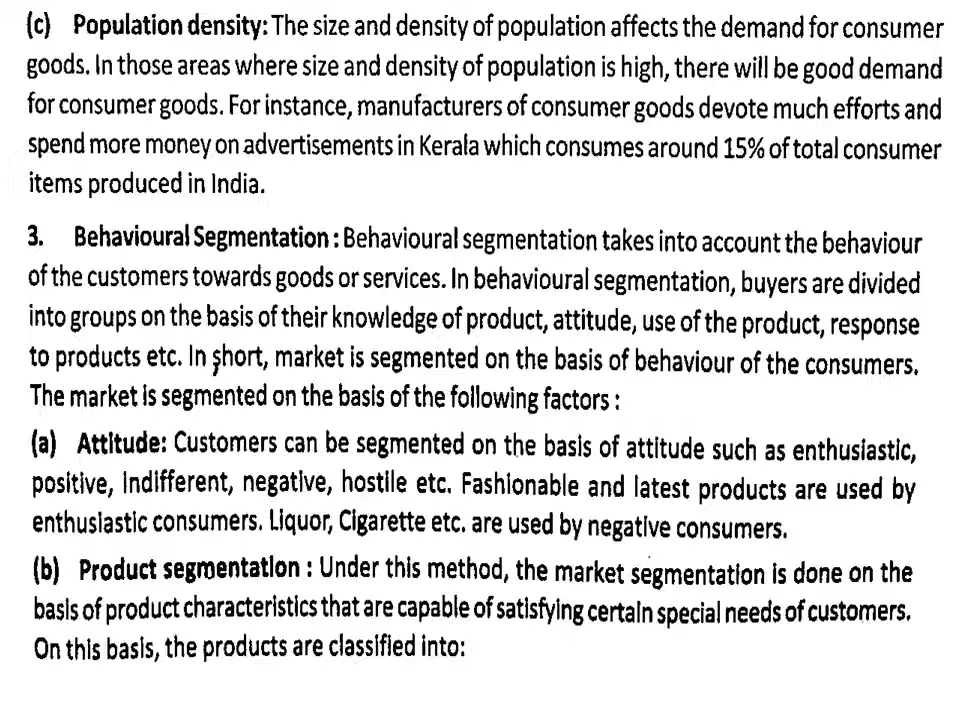 (c) Population density: The size and density of population affects the demand for consumer
goods. In those areas where size and density of population is high, there will be good demand
for consumer goods. For instance, manufacturers of consumer goods devote much efforts and
spend more money on advertisements in Kerala which consumes around 15% of total consumer
items produced in India.
3. Behavioural Segmentation : Behavioural segmentation takes into account the behaviour
of the customers towards goods or services. In behavioural segmentation, buyers are divided
into groups on the basis of their knowledge of product, attitude, use of the product, response
to products etc. In short, market is segmented on the basis of behaviour of the consumers.
The market is segmented on the basis of the following factors :
(a) Attitude: Customers can be segmented on the basis of attitude such as enthusiastic,
positive, indifferent, negative, hostile etc. Fashionable and latest products are used by
enthusiastic consumers. Liquor, Cigarette etc. are used by negative consumers.
(b) Product segmentation : Under this method, the market segmentation is done on the
basis of product characteristics that are capable of satisfying certain special needs of customers.
On this basis, the products are classified into: